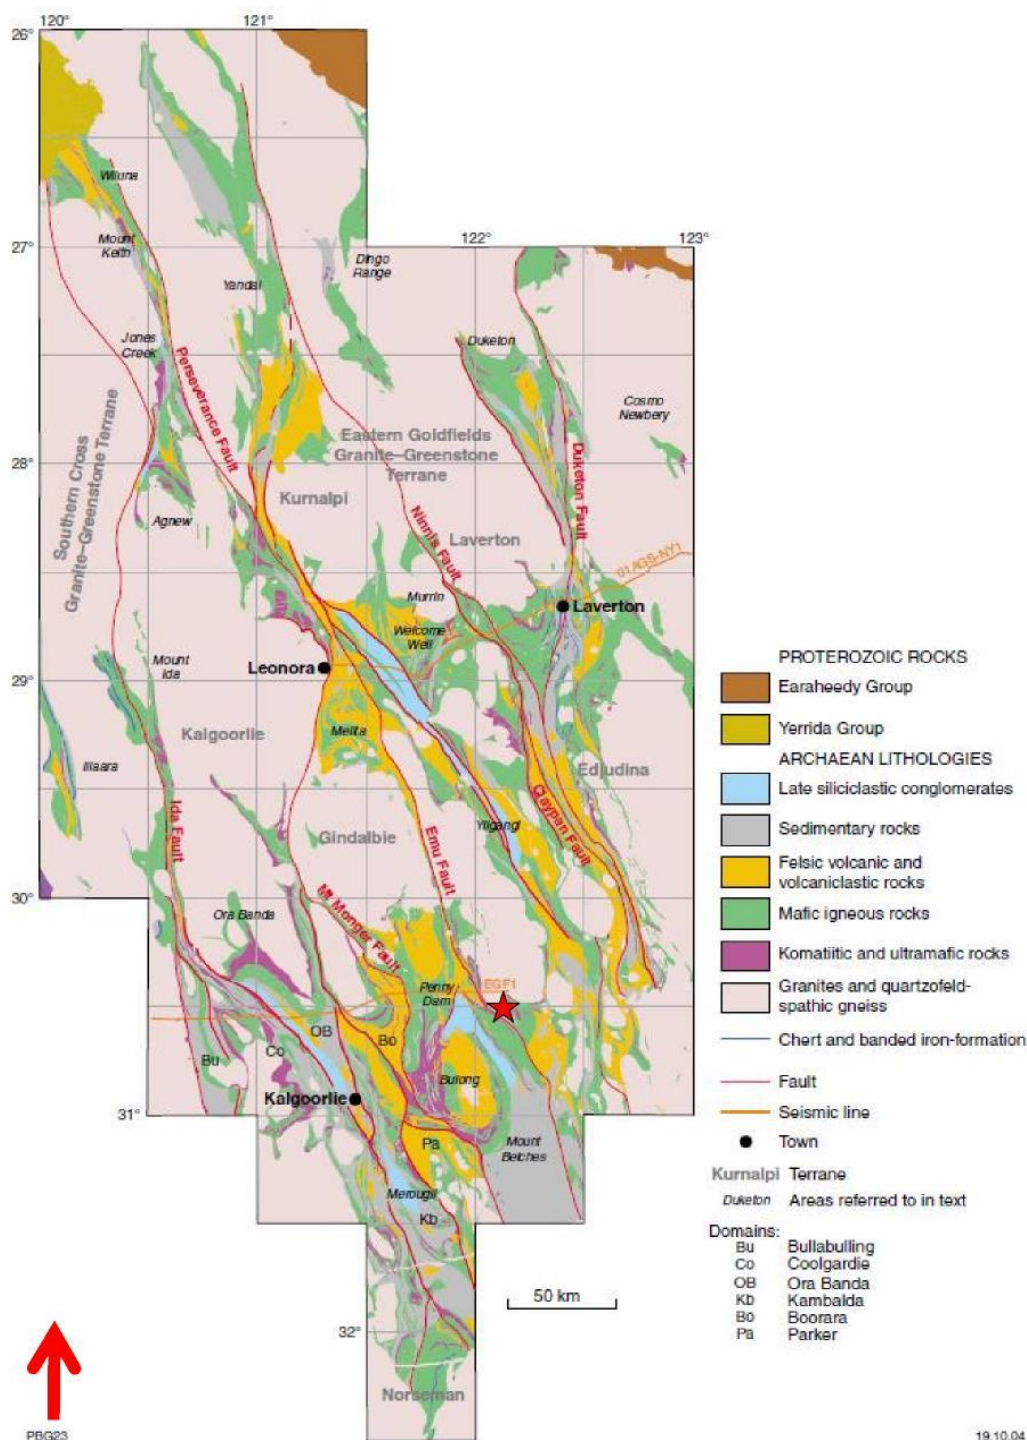 120°
121°
26°
Wiluna
Mount
Keith
27°
122°
123°
Dingo
Range
Yandal
Jones
Creek
Duketon
Perseverance Fault
Cosmo
Newbery
Southern Cross
Granite–Greenstone Terrane
Eastern Goldfields
Granite–Greenstone
Terrane
Duketon Fault
28°
Kurnalpi
Agnew
Ninnis Fault
Laverton
01AGS-NY1
Murrin
Laverton
Welcome
Well
Mount
Ida
Leonora
29°
Kalgoorlie
Melita
Edjudina
Illaara
Ida Fault
Claypan Fault
Gindalbie
Emu Fault
Yilgangi
30°
Mt Monger Fault
Ora Banda
Penny
Dam
EGF1
OB
Bo
Co
Bu
Bulong
Kalgoorlie
31°
Pa
Mount
Belches
Merougil
Kb
50 km
32°
Norseman
PROTEROZOIC ROCKS
Earaheedy Group
Yerrida Group
ARCHAEAN LITHOLOGIES
Late siliciclastic conglomerates
Sedimentary rocks
Felsic volcanic and
volcaniclastic rocks
Mafic igneous rocks
Komatiitic and ultramafic rocks
Granites and quartzofeld-
spathic gneiss
Chert and banded iron-formation
Fault
Seismic line
Town
Kurnalpi Terrane
Duketon Areas referred to in text
Domains:
Bu Bullabulling
Co Coolgardie
OB Ora Banda
Kb Kambalda
Bo Boorara
Pa Parker
PBG23
19.10.04